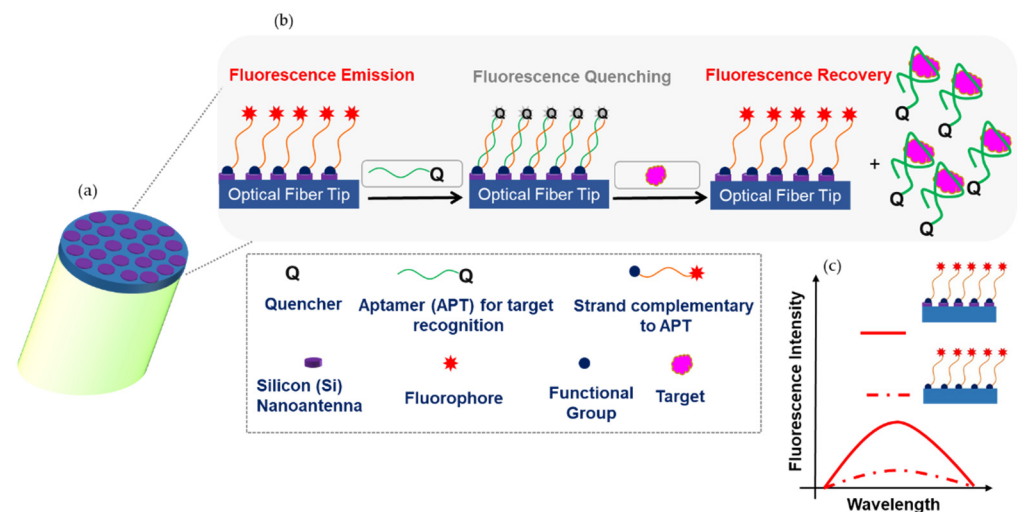 (b)
Fluorescence Emission
Fluorescence Quenching
Fluorescence Recovery
Q Q Q Q Q
Q
Q
Q
Q
Q
Q
+
Optical Fiber Tip
Optical Fiber Tip
Optical Fiber Tip
(a)
Q
Q
Quencher
Aptamer (APT) for target
recognition
Strand complementary
to APT
Silicon (Si)
Nanoantenna
Fluorophore
Functional
Group
Target
(c)
Fluorescence Intensity
Wavelength